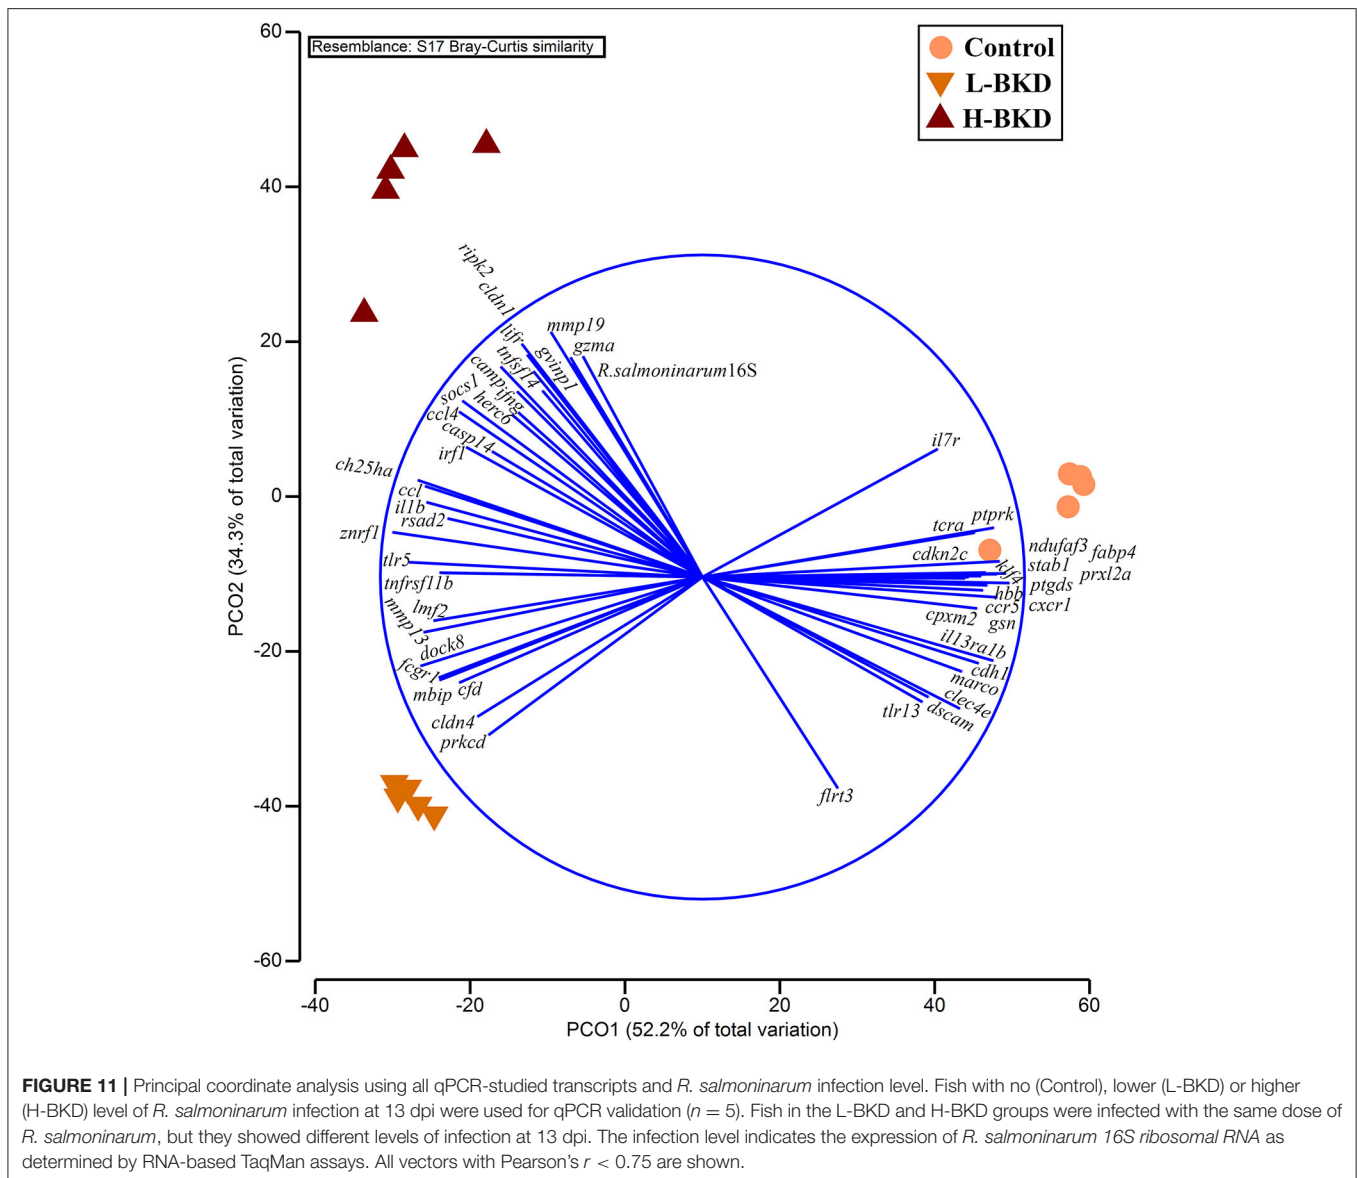 60
Resemblance: S17 Bray-Curtis similarity
Control
L-BKD
H-BKD
40
20
0
-20
-40
-60
PCO2 (34.3% of total variation)
ripk2
cldn1
lifr
mmp19
gzma
gvinp1
tnfsf14
R.salmoninarum16S
camp
ifng
socs1
herc6
ccl4
casp14
irf1
ch25ha
ccl
il1b
rsad2
znrf1
tlr5
tnfrsf11b
lmf2
mmp13
dock8
fcgr1
mbip
cfd
cldn4
prkcd
il7r
tcra
ptprk
cdkn2c
ndufaf3
fabp4
klf4
stab1
prxl2a
ptgds
hbb
cpxm2
ccr5
cxcr1
gsn
il13ra1b
cdh1
marco
clec4e
tlr13
dscam
flrt3
-40
-20
0
20
40
60
PCO1 (52.2% of total variation)
FIGURE 11 | Principal coordinate analysis using all qPCR-studied transcripts and R. salmoninarum infection level. Fish with no (Control), lower (L-BKD) or higher
(H-BKD) level of R. salmoninarum infection at 13 dpi were used for qPCR validation (n = 5). Fish in the L-BKD and H-BKD groups were infected with the same dose of
R. salmoninarum, but they showed different levels of infection at 13 dpi. The infection level indicates the expression of R. salmoninarum 16S ribosomal RNA as
determined by RNA-based TaqMan assays. All vectors with Pearson's r < 0.75 are shown.